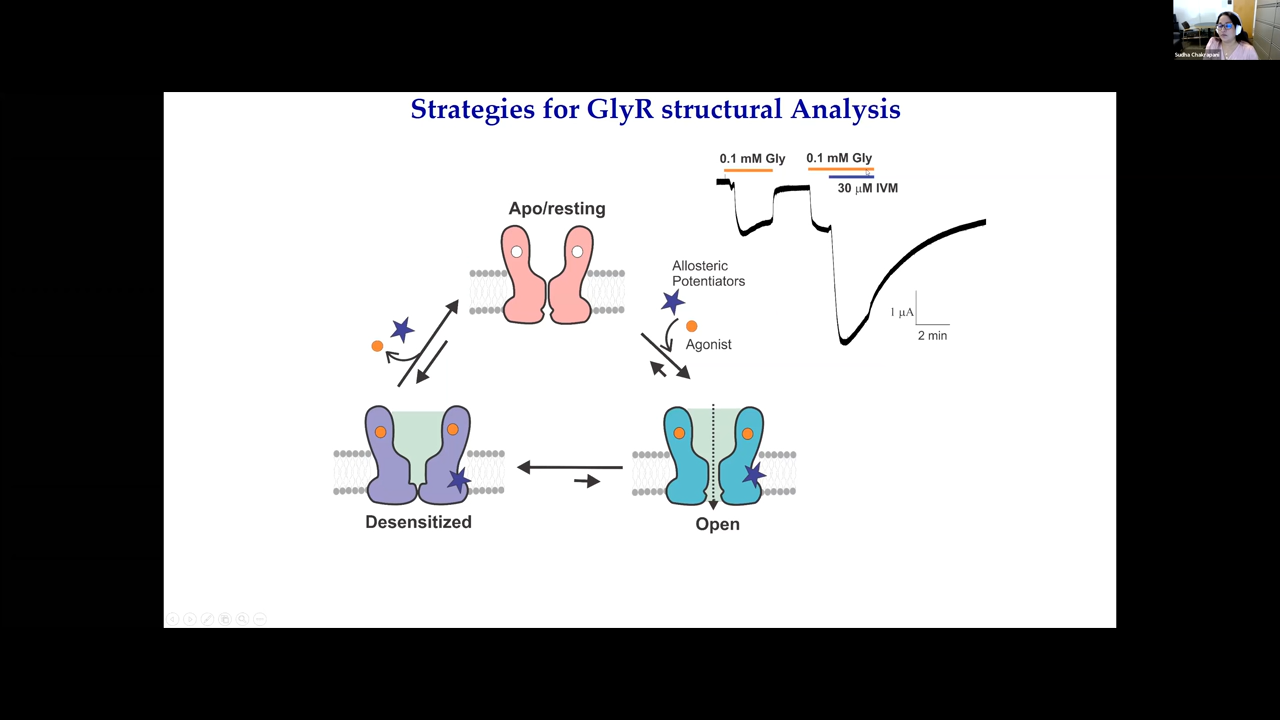 Sudha Chakrapani
Strategies for GlyR structural Analysis
0.1 mM Gly
0.1 mM Gly
30 μM IVM
Apo/resting
Allosteric
Potentiators
Agonist
1 μA
2 min
Desensitized
Open